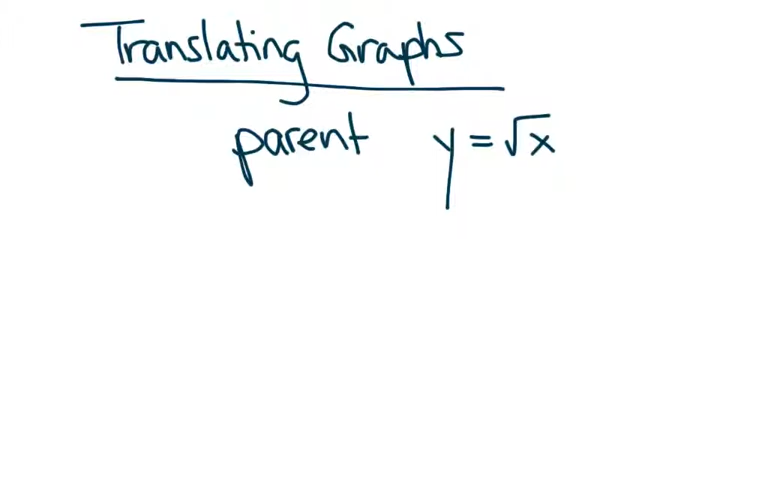 Translating Graphs
parent y = √x